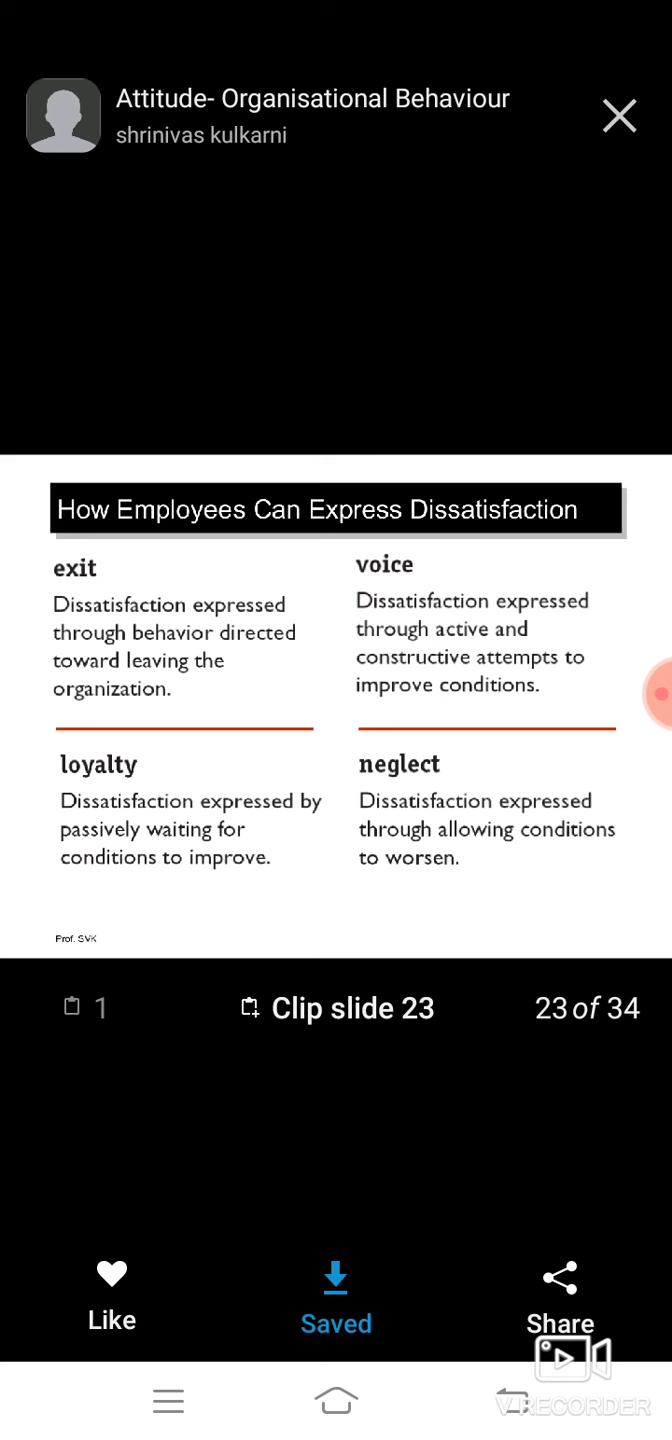 Attitude- Organisational Behaviour
shrinivas kulkarni
How Employees Can Express Dissatisfaction
exit
Dissatisfaction expressed
through behavior directed
toward leaving the
organization.
voice
Dissatisfaction expressed
through active and
constructive attempts to
improve conditions.
loyalty
Dissatisfaction expressed by
passively waiting for
conditions to improve.
neglect
Dissatisfaction expressed
through allowing conditions
to worsen.
Prof. SVK
1
Clip slide 23
23 of 34
Like
Saved
Share
V RECORDER